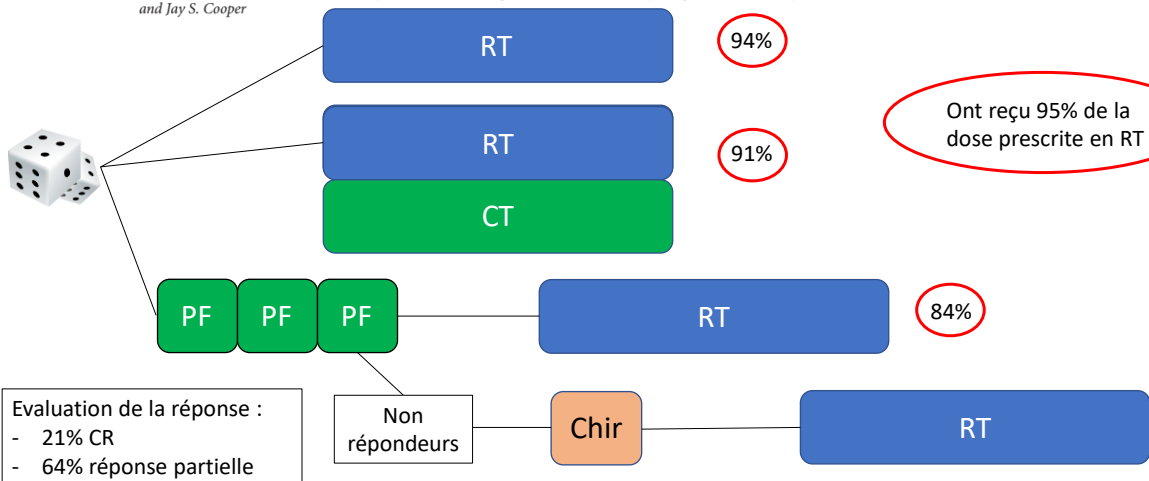 and Jay S. Cooper
RT
94%
Ont reçu 95% de la
dose prescrite en RT
RT
91%
CT
PF PF PF
RT
84%
Evaluation de la réponse :
- 21% CR
- 64% réponse partielle
Non
répondeurs
Chir
RT